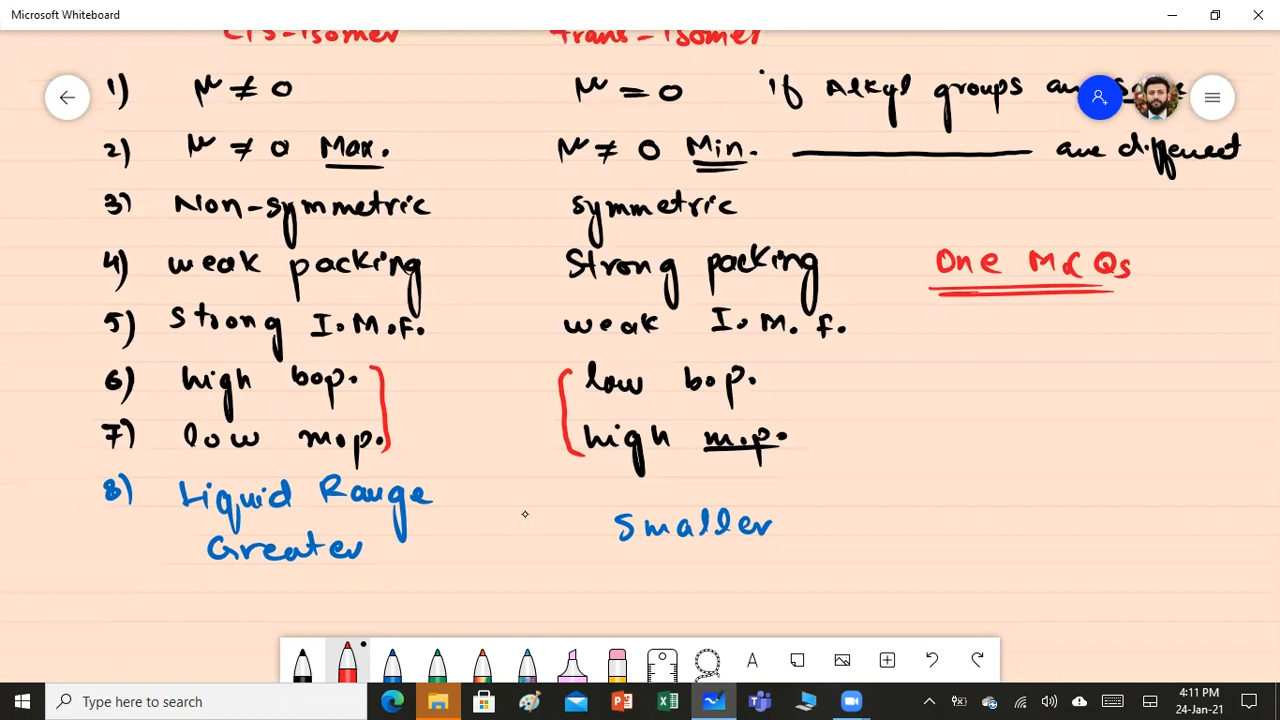 Microsoft Whiteboard
Cis-isomer trans-isomer
1) μ ≠ 0 μ = 0 if Alkyl groups are same
2) μ ≠ 0 Max. μ ≠ 0 Min. are different
3) Non-symmetric symmetric
4) weak packing Strong packing One McQs
5) Strong I.M.F. weak I.M.F.
6) high b.p. low b.p.
7) low m.p. high m.p.
8) Liquid Range
Greater smaller
A
Type here to search
4:11 PM
24-Jan-21